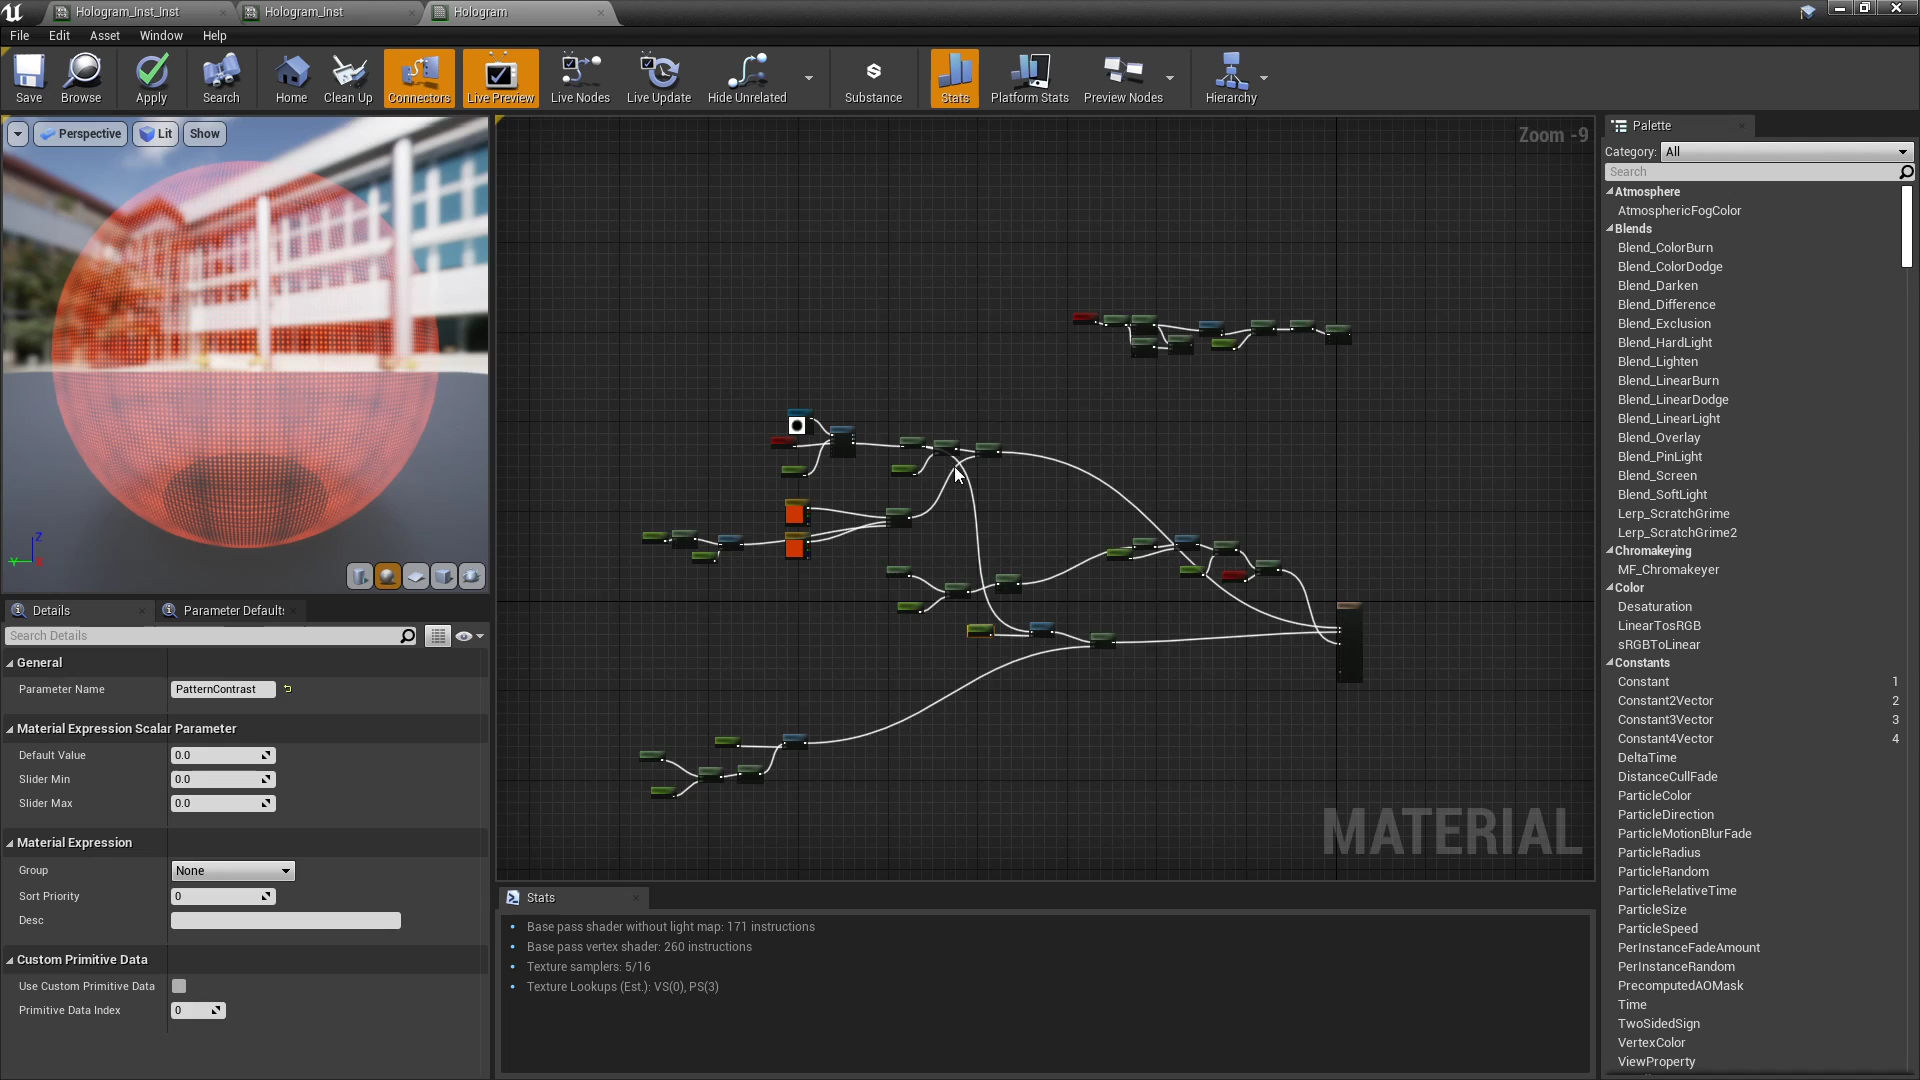 Hologram_Inst_Inst
Hologram_Inst
Hologram
File Edit Asset Window Help
Save Browse Apply Search Home Clean Up Connectors Live Preview Live Nodes Live Update Hide Unrelated Substance Stats Platform Stats Preview Nodes Hierarchy
Perspective Lit Show
Z
Y
Zoom -9
MATERIAL
Details
Parameter Defaults
Search Details
General
Parameter Name PatternContrast
Material Expression Scalar Parameter
Default Value 0.0
Slider Min 0.0
Slider Max 0.0
Material Expression
Group None
Sort Priority 0
Desc
Custom Primitive Data
Use Custom Primitive Data
Primitive Data Index 0
Stats
Base pass shader without light map: 171 instructions
Base pass vertex shader: 260 instructions
Texture samplers: 5/16
Texture Lookups (Est.): VS(0), PS(3)
Palette
Category: All
Search
Atmosphere
AtmosphericFogColor
Blends
Blend_ColorBurn
Blend_ColorDodge
Blend_Darken
Blend_Difference
Blend_Exclusion
Blend_HardLight
Blend_Lighten
Blend_LinearBurn
Blend_LinearDodge
Blend_LinearLight
Blend_Overlay
Blend_PinLight
Blend_Screen
Blend_SoftLight
Lerp_ScratchGrime
Lerp_ScratchGrime2
Chromakeying
MF_Chromakeyer
Color
Desaturation
LinearTosRGB
sRGBToLinear
Constants
Constant 1
Constant2Vector 2
Constant3Vector 3
Constant4Vector 4
DeltaTime
DistanceCullFade
ParticleColor
ParticleDirection
ParticleMotionBlurFade
ParticleRadius
ParticleRandom
ParticleRelativeTime
ParticleSize
ParticleSpeed
PerInstanceFadeAmount
PerInstanceRandom
PrecomputedAOMask
Time
TwoSidedSign
VertexColor
ViewProperty